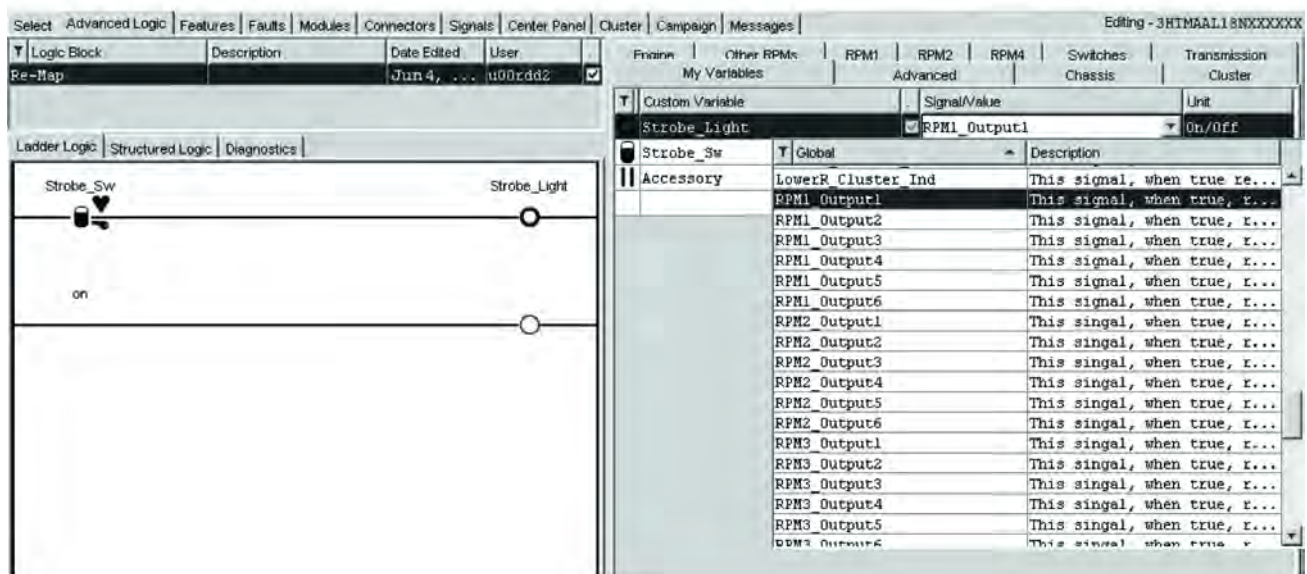 Select Advanced Logic Features Faults Modules Connectors Signals Center Panel Cluster Campaign Messages Editing - 3HTMAAL18NXXXXXX
Logic Block Description Date Edited User
Re-Map Jun 4, ... u00rdd2
Engine Other RPMs RPM1 RPM2 RPM4 Switches Transmission
My Variables Advanced Chassis Cluster
Custom Variable Signal/Value Unit
Strobe_Light RPM1_Output1 On/Off
Strobe_Sw
Accessory
Global Description
LowerR_Cluster_Ind This signal, when true re...
RPM1_Output1 This signal, when true, r...
RPM1_Output2 This signal, when true, r...
RPM1_Output3 This signal, when true, r...
RPM1_Output4 This signal, when true, r...
RPM1_Output5 This signal, when true, r...
RPM1_Output6 This signal, when true, r...
RPM2_Output1 This singal, when true, r...
RPM2_Output2 This singal, when true, r...
RPM2_Output3 This singal, when true, r...
RPM2_Output4 This singal, when true, r...
RPM2_Output5 This singal, when true, r...
RPM2_Output6 This singal, when true, r...
RPM3_Output1 This singal, when true, r...
RPM3_Output2 This singal, when true, r...
RPM3_Output3 This singal, when true, r...
RPM3_Output4 This singal, when true, r...
RPM3_Output5 This singal, when true, r...
RPM3_Output6 This singal, when true, r...
Ladder Logic Structured Logic Diagnostics
Strobe_Sw Strobe_Light
on